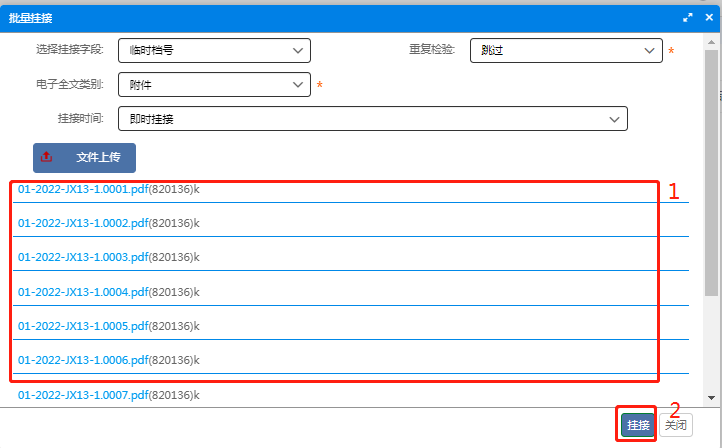 批量挂接
选择挂接字段: 临时档号 重复检验: 跳过 *
电子全文类别: 附件 *
挂接时间: 即时挂接
文件上传
01-2022-JX13-1.0001.pdf(820136)k 1
01-2022-JX13-1.0002.pdf(820136)k
01-2022-JX13-1.0003.pdf(820136)k
01-2022-JX13-1.0004.pdf(820136)k
01-2022-JX13-1.0005.pdf(820136)k
01-2022-JX13-1.0006.pdf(820136)k
01-2022-JX13-1.0007.pdf(820136)k
挂接 2 关闭